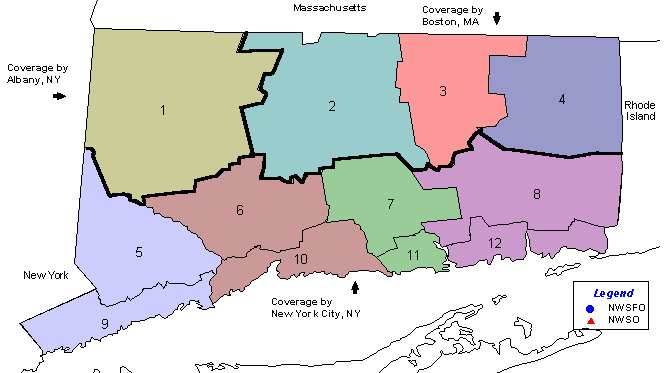 Massachusetts
Coverage by
Boston, MA
Coverage by
Albany, NY
1
2
3
4
Rhode
Island
5
6
7
8
9
10
11
12
New York
Coverage by
New York City, NY
Legend
NWSFO
NWSO